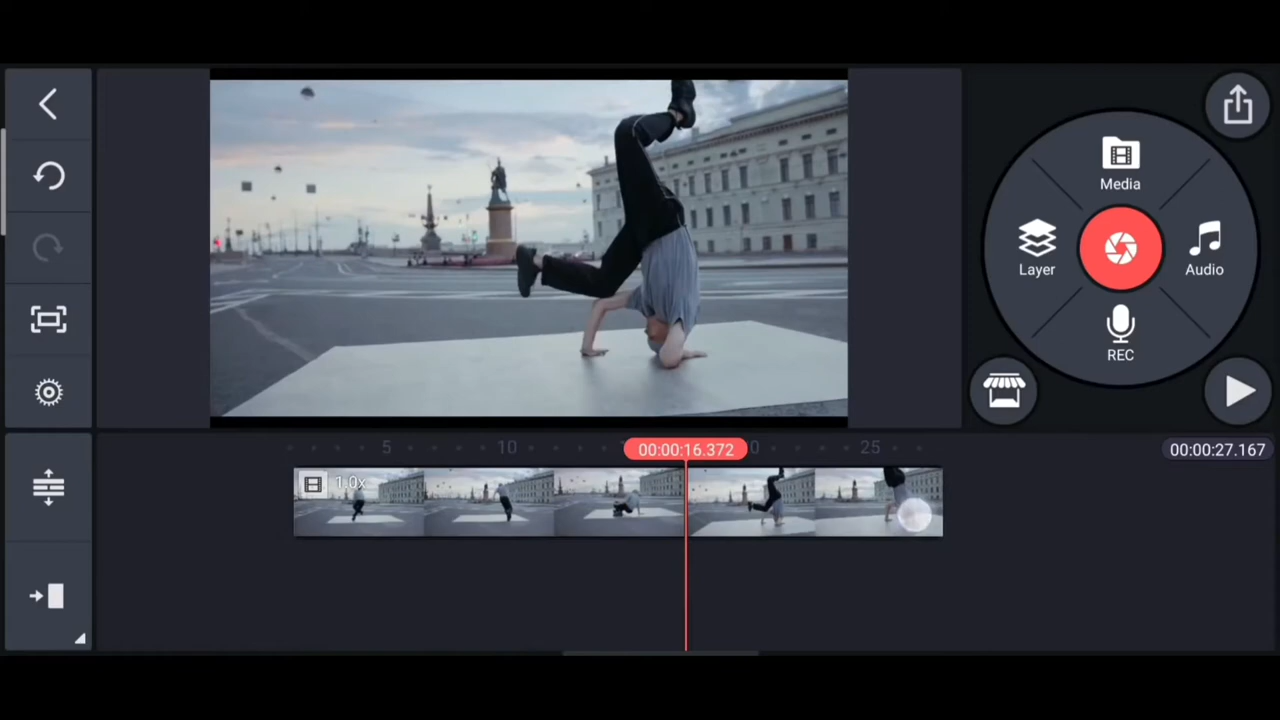 Media
Layer
Audio
REC
5
10
25
00:00:16.372
00:00:27.167
1.0x